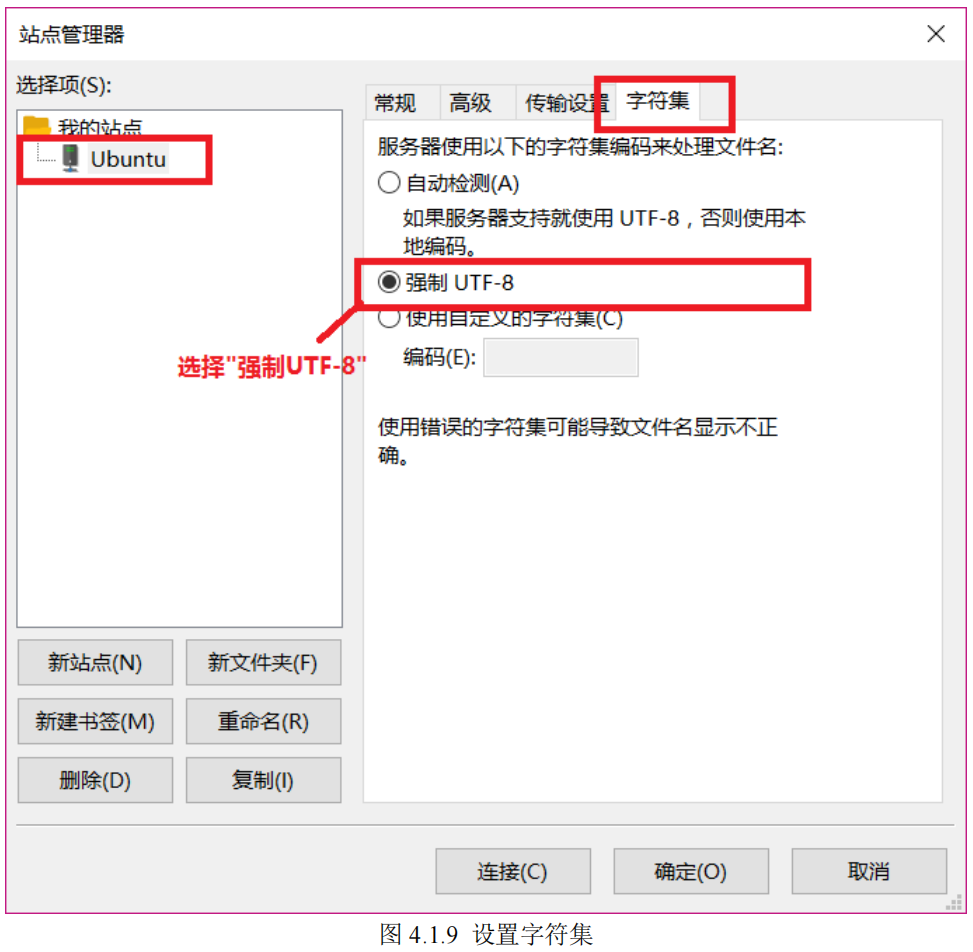 站点管理器
选择项(S):
我的站点
Ubuntu
常规
高级
传输设置
字符集
服务器使用以下的字符集编码来处理文件名:
自动检测(A)
如果服务器支持就使用 UTF-8，否则使用本
地编码。
强制 UTF-8
使用自定义的字符集(C)
编码(E):
选择"强制UTF-8"
使用错误的字符集可能导致文件名显示不正
确。
新站点(N)
新文件夹(F)
新建书签(M)
重命名(R)
删除(D)
复制(I)
连接(C)
确定(O)
取消
图 4.1.9 设置字符集